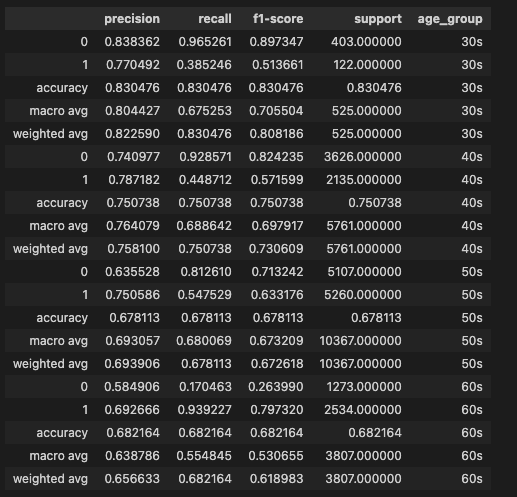 precision recall f1-score support age_group
0 0.838362 0.965261 0.897347 403.000000 30s
1 0.770492 0.385246 0.513661 122.000000 30s
accuracy 0.830476 0.830476 0.830476 0.830476 30s
macro avg 0.804427 0.675253 0.705504 525.000000 30s
weighted avg 0.822590 0.830476 0.808186 525.000000 30s
0 0.740977 0.928571 0.824235 3626.000000 40s
1 0.787182 0.448712 0.571599 2135.000000 40s
accuracy 0.750738 0.750738 0.750738 0.750738 40s
macro avg 0.764079 0.688642 0.697917 5761.000000 40s
weighted avg 0.758100 0.750738 0.730609 5761.000000 40s
0 0.635528 0.812610 0.713242 5107.000000 50s
1 0.750586 0.547529 0.633176 5260.000000 50s
accuracy 0.678113 0.678113 0.678113 0.678113 50s
macro avg 0.693057 0.680069 0.673209 10367.000000 50s
weighted avg 0.693906 0.678113 0.672618 10367.000000 50s
0 0.584906 0.170463 0.263990 1273.000000 60s
1 0.692666 0.939227 0.797320 2534.000000 60s
accuracy 0.682164 0.682164 0.682164 0.682164 60s
macro avg 0.638786 0.554845 0.530655 3807.000000 60s
weighted avg 0.656633 0.682164 0.618983 3807.000000 60s